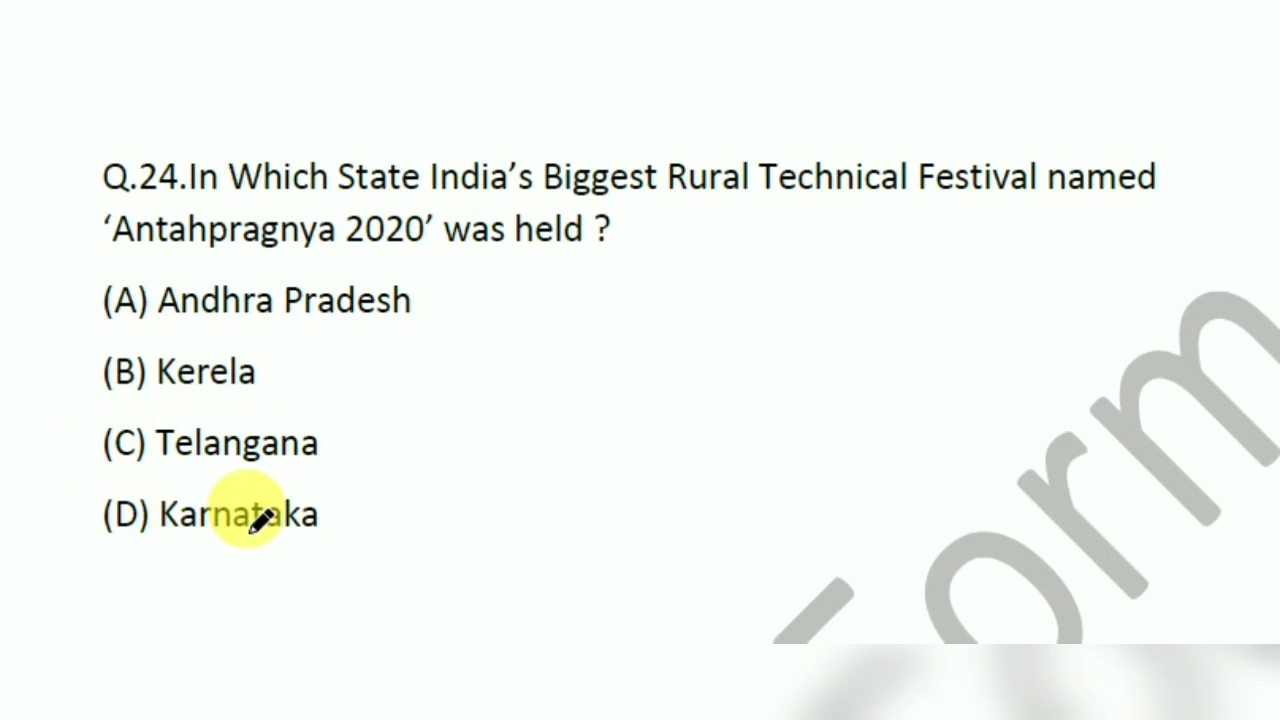 Q.24.In Which State India’s Biggest Rural Technical Festival named
‘Antahpragnya 2020’ was held ?
(A) Andhra Pradesh
(B) Kerela
(C) Telangana
(D) Karnataka
Form